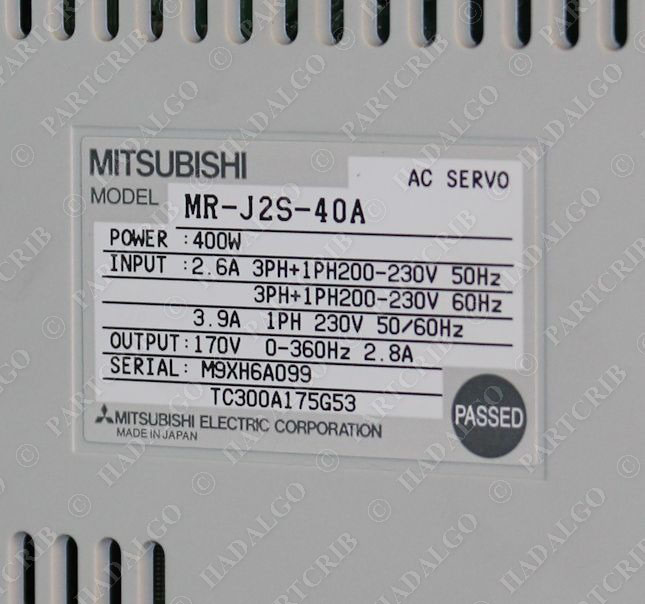 MITSUBISHI
AC SERVO
MODEL MR-J2S-40A
POWER :400W
INPUT :2.6A 3PH+1PH200-230V 50Hz
3PH+1PH200-230V 60Hz
3.9A 1PH 230V 50/60Hz
OUTPUT:170V 0-360Hz 2.8A
SERIAL: M9XH6A099
TC300A175G53
PASSED
MITSUBISHI ELECTRIC CORPORATION
MADE IN JAPAN
© PARTCRIB © HADALGO